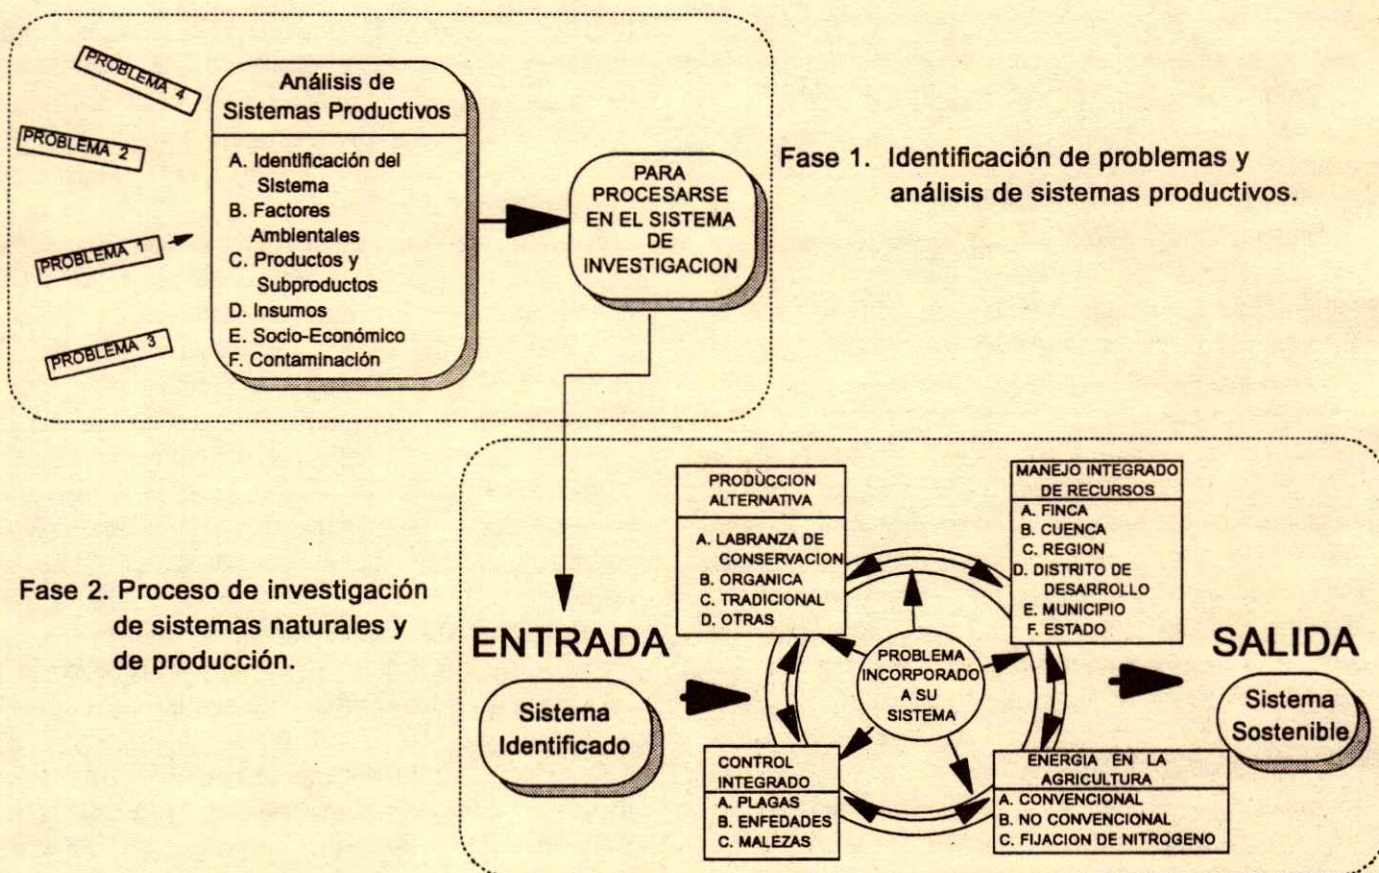 PROBLEMA 4
PROBLEMA 2
PROBLEMA 1
PROBLEMA 3
Análisis de
Sistemas Productivos
A. Identificación del
Sistema
B. Factores
Ambientales
C. Productos y
Subproductos
D. Insumos
E. Socio-Económico
F. Contaminación
PARA
PROCESARSE
EN EL SISTEMA
DE
INVESTIGACION
Fase 1. Identificación de problemas y
análisis de sistemas productivos.
Fase 2. Proceso de investigación
de sistemas naturales y
de producción.
ENTRADA
Sistema
Identificado
PRODUCCION
ALTERNATIVA
A. LABRANZA DE
CONSERVACION
B. ORGANICA
C. TRADICIONAL
D. OTRAS
MANEJO INTEGRADO
DE RECURSOS
A. FINCA
B. CUENCA
C. REGION
D. DISTRITO DE
DESARROLLO
E. MUNICIPIO
F. ESTADO
PROBLEMA
INCORPORADO
A SU
SISTEMA
CONTROL
INTEGRADO
A. PLAGAS
B. ENFEDADES
C. MALEZAS
ENERGIA EN LA
AGRICULTURA
A. CONVENCIONAL
B. NO CONVENCIONAL
C. FIJACION DE NITROGENO
SALIDA
Sistema
Sostenible